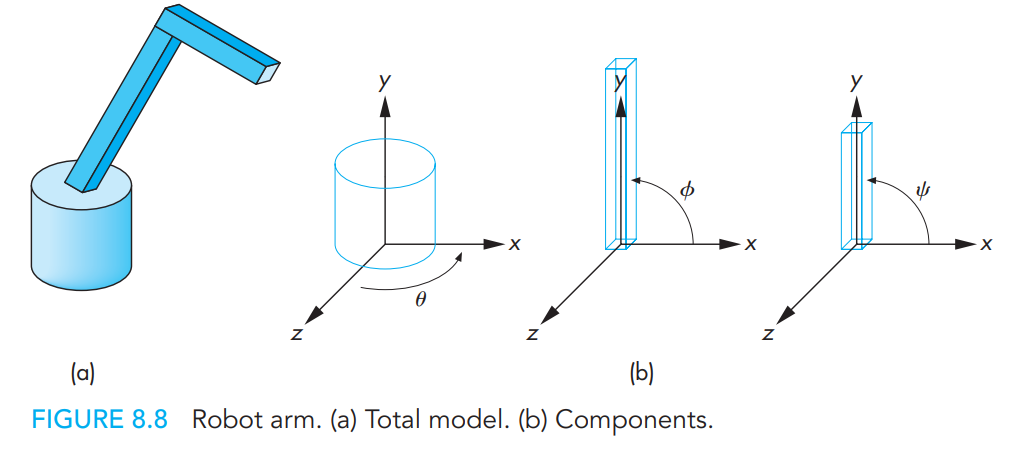 y
y
y
x
x
x
θ
ϕ
ψ
z
z
z
(a)
(b)
FIGURE 8.8 Robot arm. (a) Total model. (b) Components.